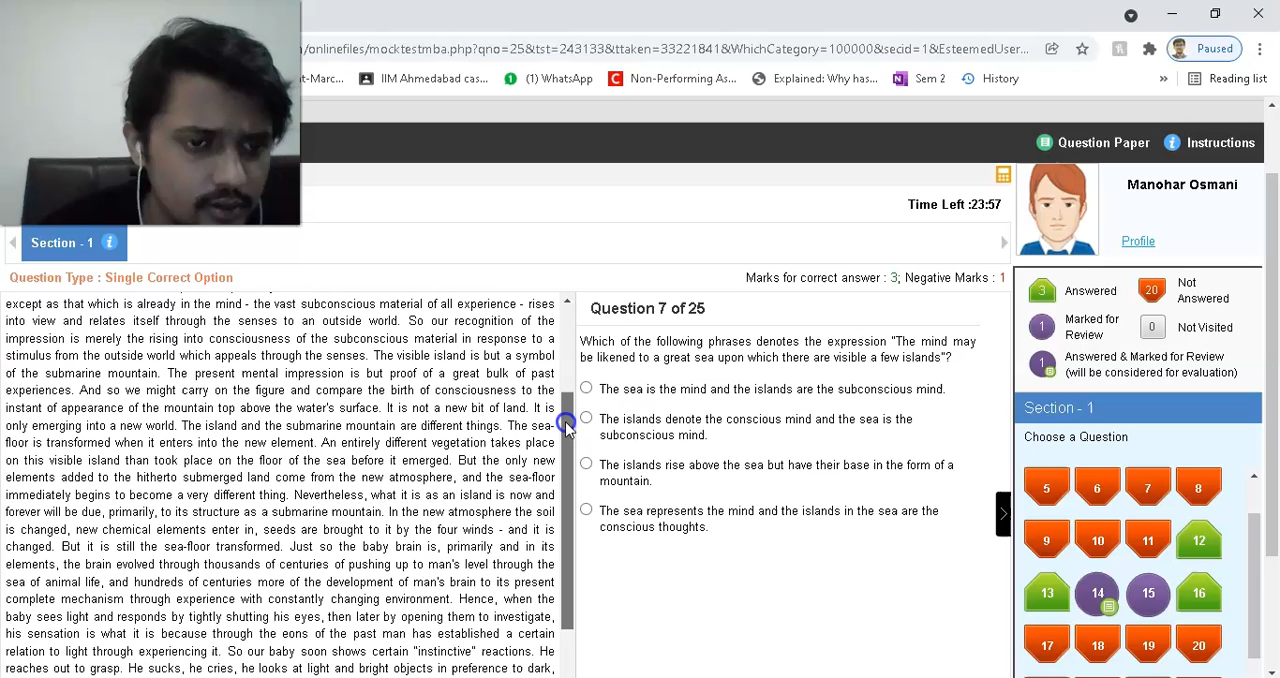 /onlinefiles/mocktestmba.php?qno=25&tst=243133&ttaken=33221841&WhichCategory=100000&secid=1&EsteemedUser...
Paused
t-Marc...
IIM Ahmedabad cas...
(1) WhatsApp
Non-Performing As...
Explained: Why has...
Sem 2
History
»
Reading list
Question Paper
Instructions
Time Left :23:57
Manohar Osmani
Profile
Section - 1
Question Type : Single Correct Option
Marks for correct answer : 3; Negative Marks : 1
except as that which is already in the mind - the vast subconscious material of all experience - rises
into view and relates itself through the senses to an outside world. So our recognition of the
impression is merely the rising into consciousness of the subconscious material in response to a
stimulus from the outside world which appeals through the senses. The visible island is but a symbol
of the submarine mountain. The present mental impression is but proof of a great bulk of past
experiences. And so we might carry on the figure and compare the birth of consciousness to the
instant of appearance of the mountain top above the water's surface. It is not a new bit of land. It is
only emerging into a new world. The island and the submarine mountain are different things. The sea-
floor is transformed when it enters into the new element. An entirely different vegetation takes place
on this visible island than took place on the floor of the sea before it emerged. But the only new
elements added to the hitherto submerged land come from the new atmosphere, and the sea-floor
immediately begins to become a very different thing. Nevertheless, what it is as an island is now and
forever will be due, primarily, to its structure as a submarine mountain. In the new atmosphere the soil
is changed, new chemical elements enter in, seeds are brought to it by the four winds - and it is
changed. But it is still the sea-floor transformed. Just so the baby brain is, primarily and in its
elements, the brain evolved through thousands of centuries of pushing up to man's level through the
sea of animal life, and hundreds of centuries more of the development of man's brain to its present
complete mechanism through experience with constantly changing environment. Hence, when the
baby sees light and responds by tightly shutting his eyes, then later by opening them to investigate,
his sensation is what it is because through the eons of the past man has established a certain
relation to light through experiencing it. So our baby soon shows certain "instinctive" reactions. He
reaches out to grasp. He sucks, he cries, he looks at light and bright objects in preference to dark,
Question 7 of 25
Which of the following phrases denotes the expression "The mind may
be likened to a great sea upon which there are visible a few islands"?
The sea is the mind and the islands are the subconscious mind.
The islands denote the conscious mind and the sea is the
subconscious mind.
The islands rise above the sea but have their base in the form of a
mountain.
The sea represents the mind and the islands in the sea are the
conscious thoughts.
3 Answered
20 Not
Answered
1 Marked for
Review
0 Not Visited
1 Answered & Marked for Review
(will be considered for evaluation)
Section - 1
Choose a Question
5 6 7 8
9 10 11 12
13 14 15 16
17 18 19 20